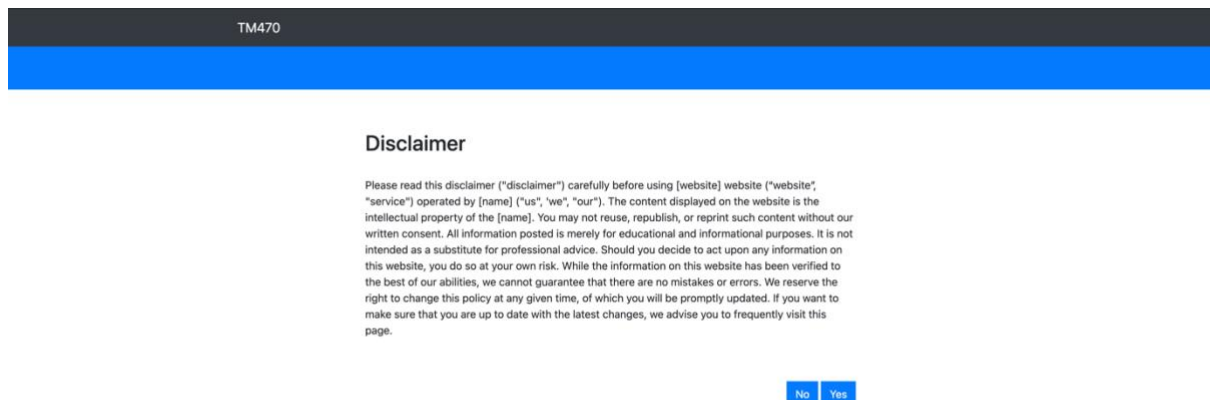 TM470
Disclaimer
Please read this disclaimer ("disclaimer") carefully before using [website] website ("website",
"service") operated by [name] ("us", 'we", "our"). The content displayed on the website is the
intellectual property of the [name]. You may not reuse, republish, or reprint such content without our
written consent. All information posted is merely for educational and informational purposes. It is not
intended as a substitute for professional advice. Should you decide to act upon any information on
this website, you do so at your own risk. While the information on this website has been verified to
the best of our abilities, we cannot guarantee that there are no mistakes or errors. We reserve the
right to change this policy at any given time, of which you will be promptly updated. If you want to
make sure that you are up to date with the latest changes, we advise you to frequently visit this
page.
No Yes